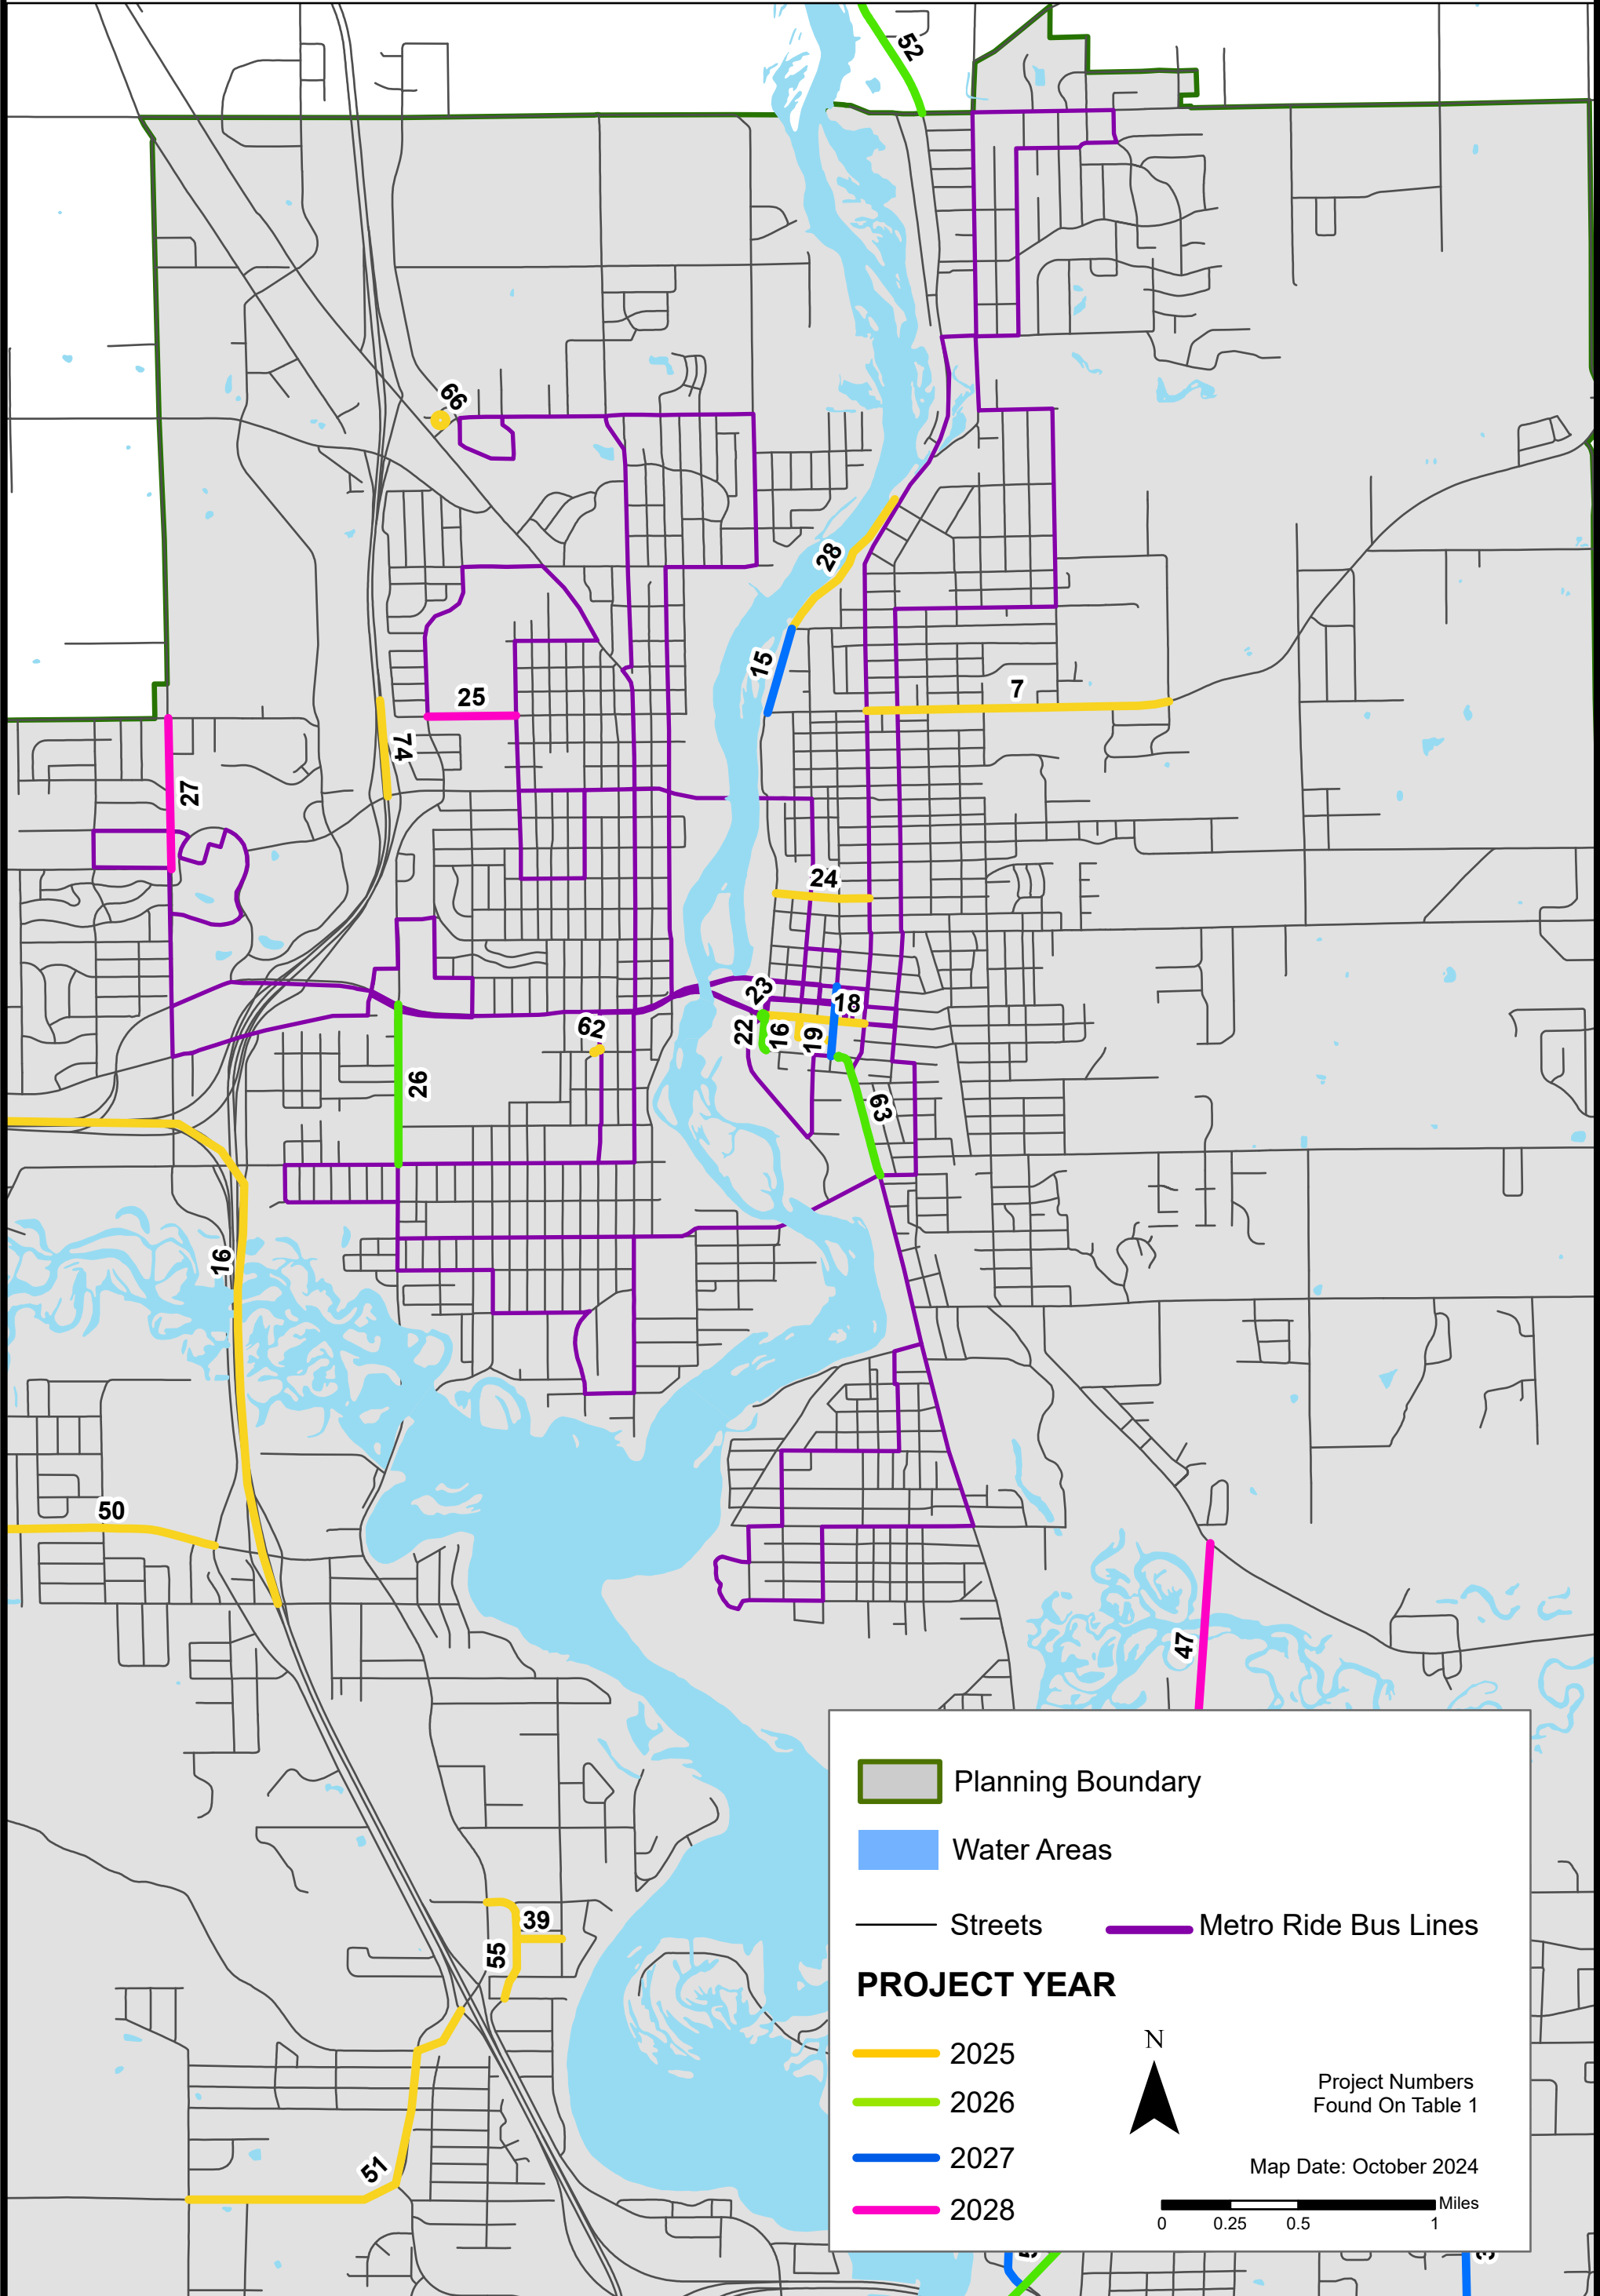 52
66
28
15
25
7
74
27
24
23
18
22
16
19
62
26
63
16
50
47
39
55
51
Planning Boundary
Water Areas
Streets
Metro Ride Bus Lines
PROJECT YEAR
2025
2026
2027
2028
N
Project Numbers
Found On Table 1
Map Date: October 2024
Miles
0 0.25 0.5 1